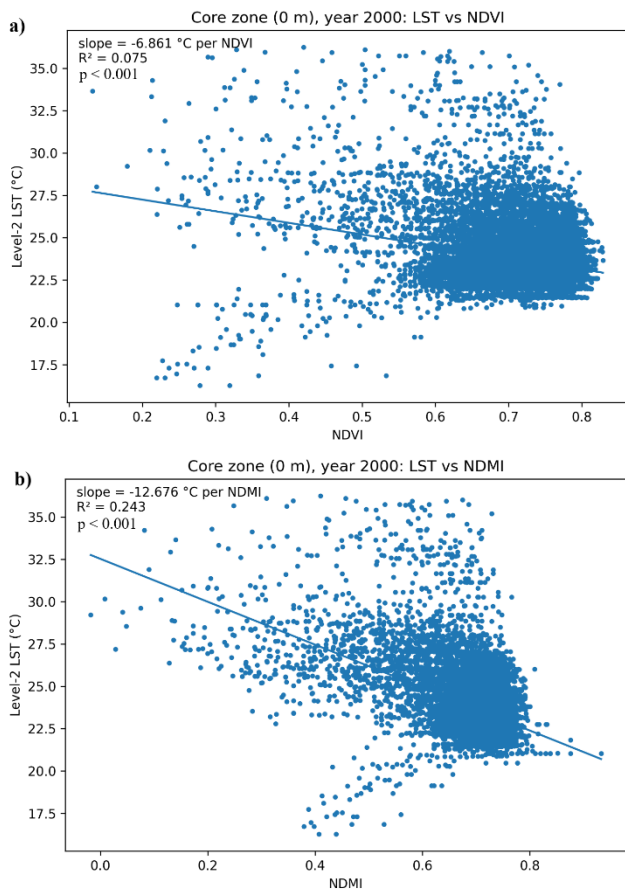 a)
Core zone (0 m), year 2000: LST vs NDVI
slope = -6.861 °C per NDVI
R² = 0.075
p < 0.001
35.0
32.5
30.0
27.5
25.0
22.5
20.0
17.5
Level-2 LST (°C)
0.1 0.2 0.3 0.4 0.5 0.6 0.7 0.8
NDVI
b)
Core zone (0 m), year 2000: LST vs NDMI
slope = -12.676 °C per NDMI
R² = 0.243
p < 0.001
35.0
32.5
30.0
27.5
25.0
22.5
20.0
17.5
Level-2 LST (°C)
0.0 0.2 0.4 0.6 0.8
NDMI